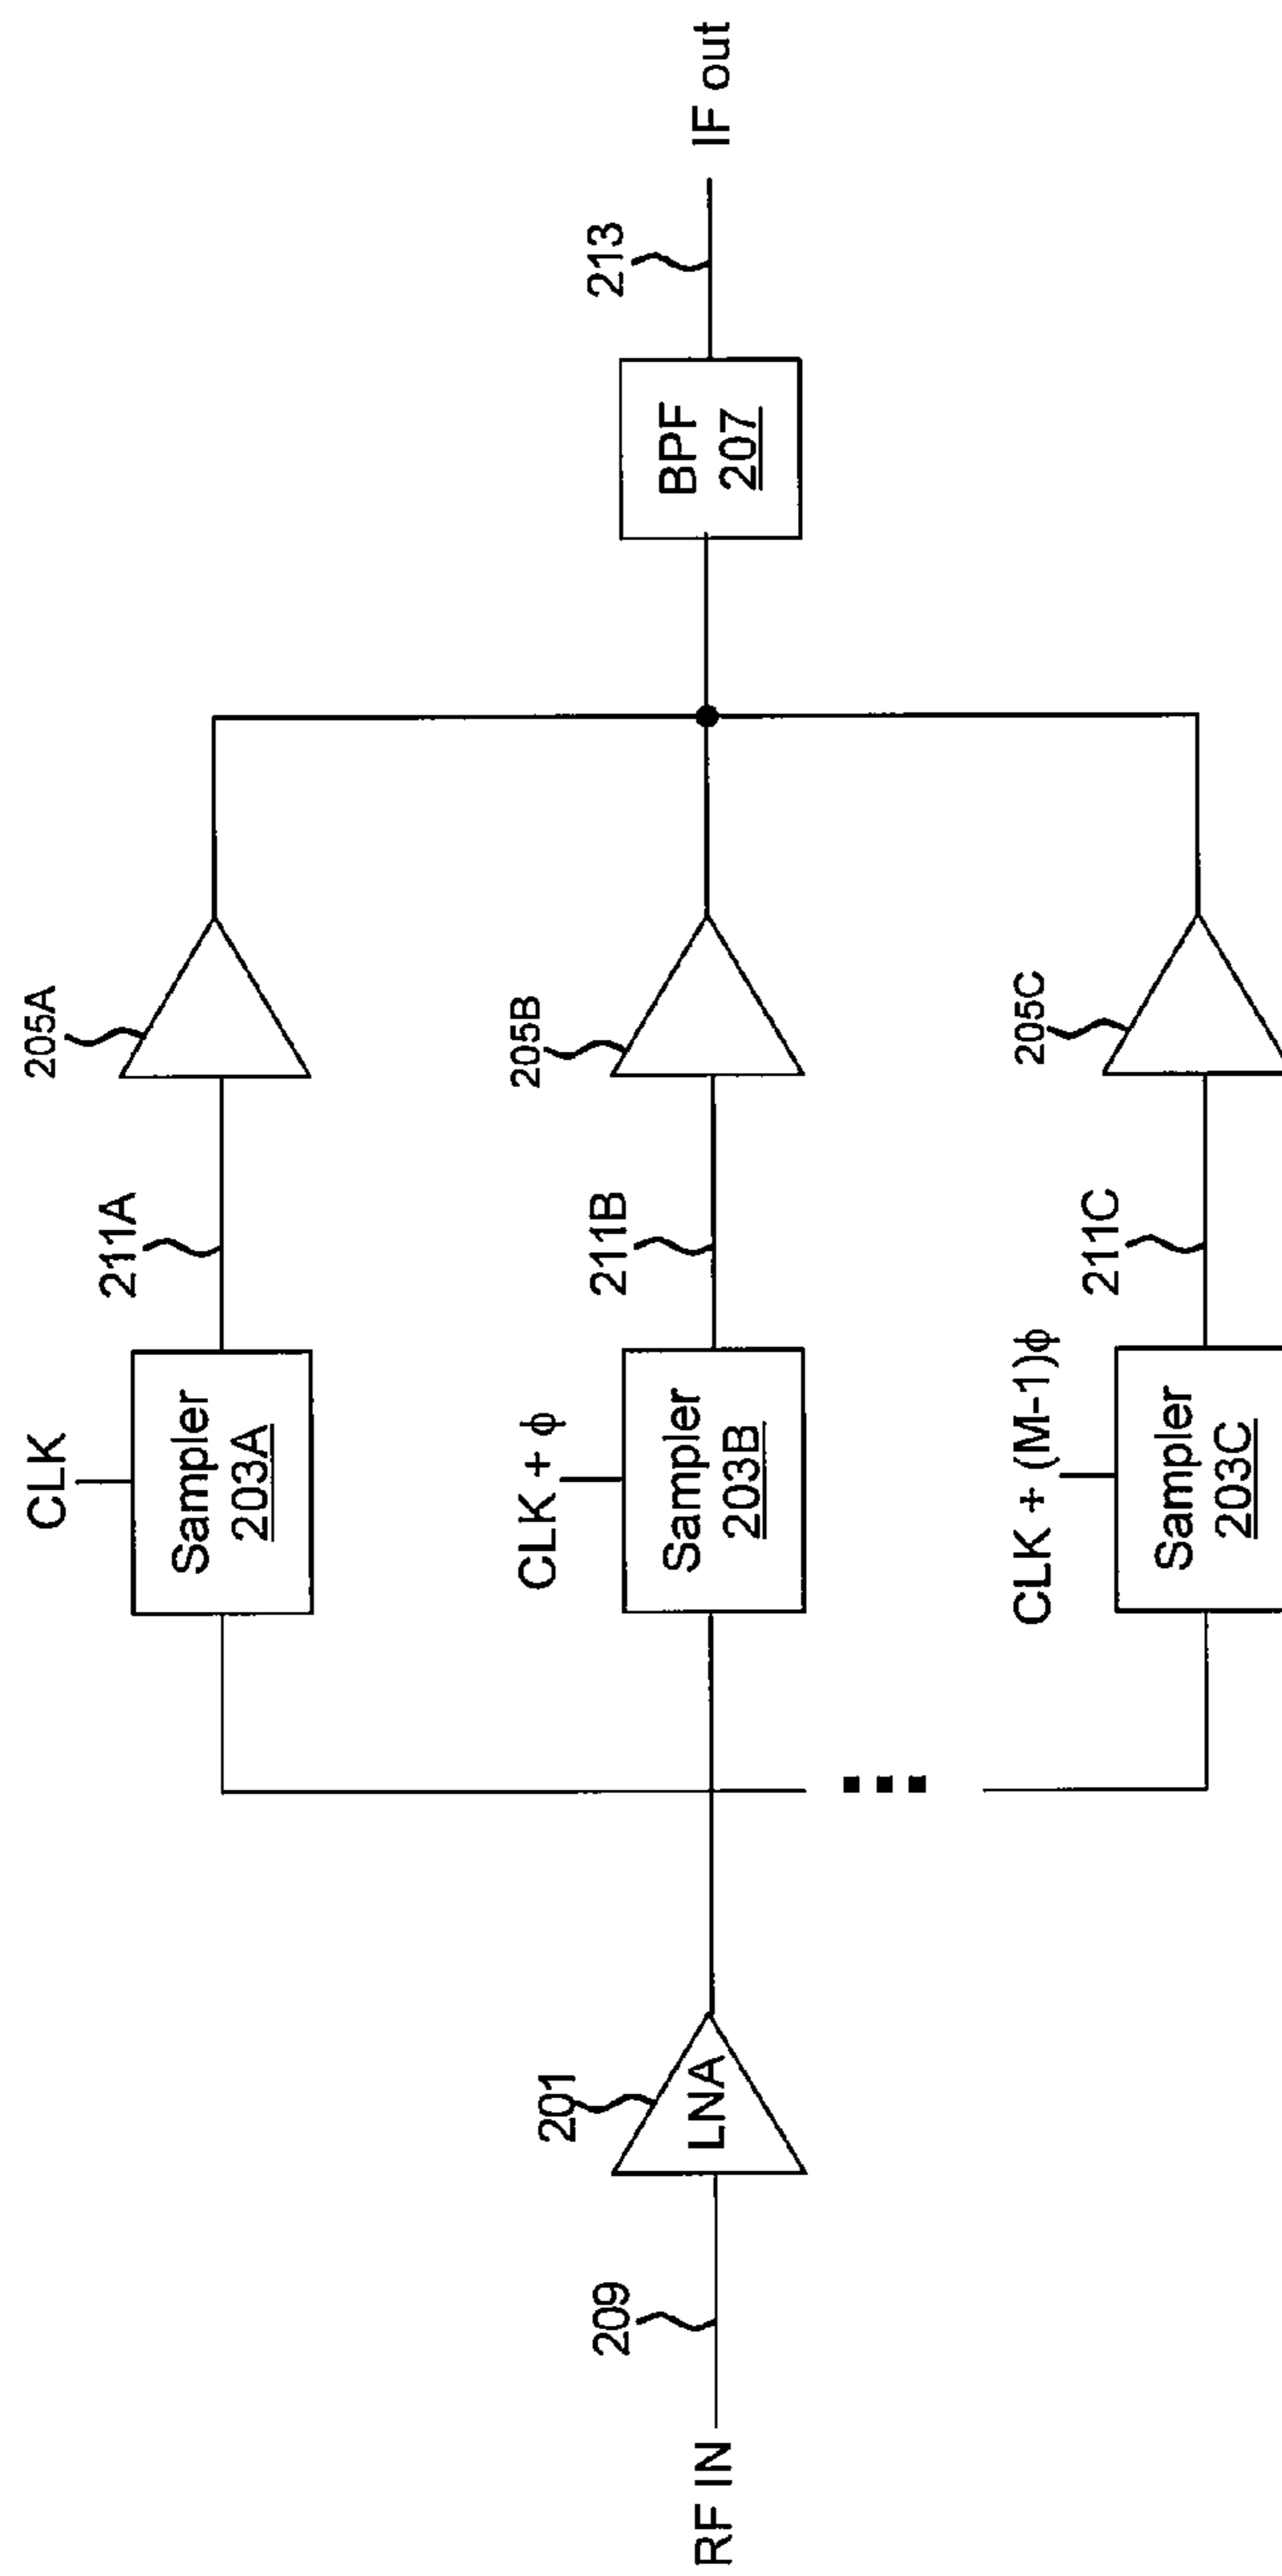 RF IN
209
201
LNA
CLK
Sampler
203A
211A
205A
CLK + ϕ
Sampler
203B
211B
205B
CLK + (M-1)ϕ
Sampler
203C
211C
205C
BPF
207
213
IF out